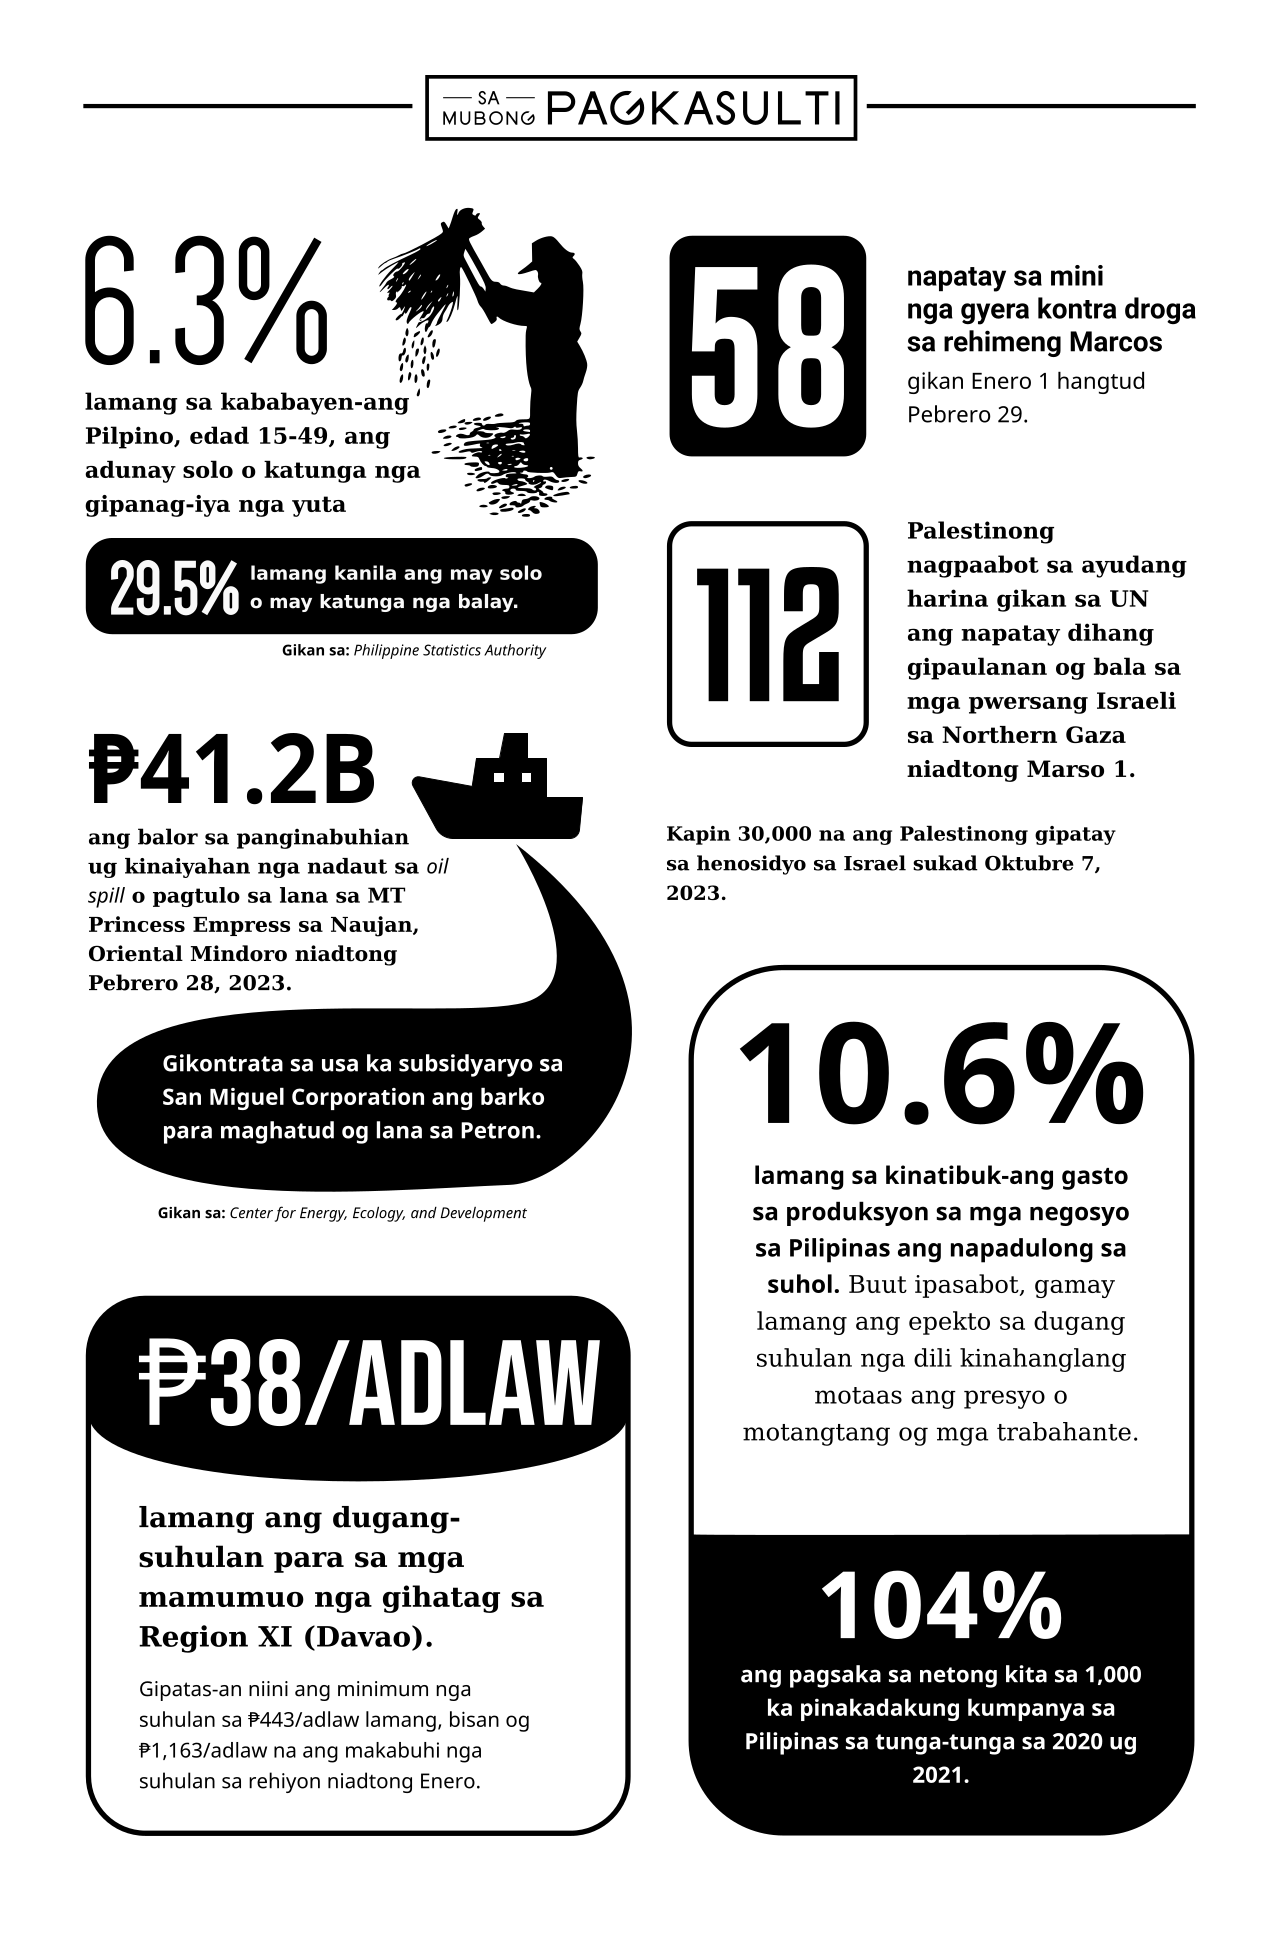 SA
MUBONG PAGKASULTI
6.3%
lamang sa kababayen-ang
Pilpino, edad 15-49, ang
adunay solo o katunga nga
gipanag-iya nga yuta
29.5% lamang kanila ang may solo
o may katunga nga balay.
Gikan sa: Philippine Statistics Authority
₱41.2B
ang balor sa panginabuhian
ug kinaiyahan nga nadaut sa oil
spill o pagtulo sa lana sa MT
Princess Empress sa Naujan,
Oriental Mindoro niadtong
Pebrero 28, 2023.
Gikontrata sa usa ka subsidyaryo sa
San Miguel Corporation ang barko
para maghatud og lana sa Petron.
Gikan sa: Center for Energy, Ecology, and Development
₱38/ADLAW
lamang ang dugang-
suhulan para sa mga
mamumuo nga gihatag sa
Region XI (Davao).
Gipatas-an niini ang minimum nga
suhulan sa ₱443/adlaw lamang, bisan og
₱1,163/adlaw na ang makabuhi nga
suhulan sa rehiyon niadtong Enero.
58
napatay sa mini
nga gyera kontra droga
sa rehimeng Marcos
gikan Enero 1 hangtud
Pebrero 29.
112
Palestinong
nagpaabot sa ayudang
harina gikan sa UN
ang napatay dihang
gipaulanan og bala sa
mga pwersang Israeli
sa Northern Gaza
niadtong Marso 1.
Kapin 30,000 na ang Palestinong gipatay
sa henosidyo sa Israel sukad Oktubre 7,
2023.
10.6%
lamang sa kinatibuk-ang gasto
sa produksyon sa mga negosyo
sa Pilipinas ang napadulong sa
suhol. Buut ipasabot, gamay
lamang ang epekto sa dugang
suhulan nga dili kinahanglang
motaas ang presyo o
motangtang og mga trabahante.
104%
ang pagsaka sa netong kita sa 1,000
ka pinakadakung kumpanya sa
Pilipinas sa tunga-tunga sa 2020 ug
2021.